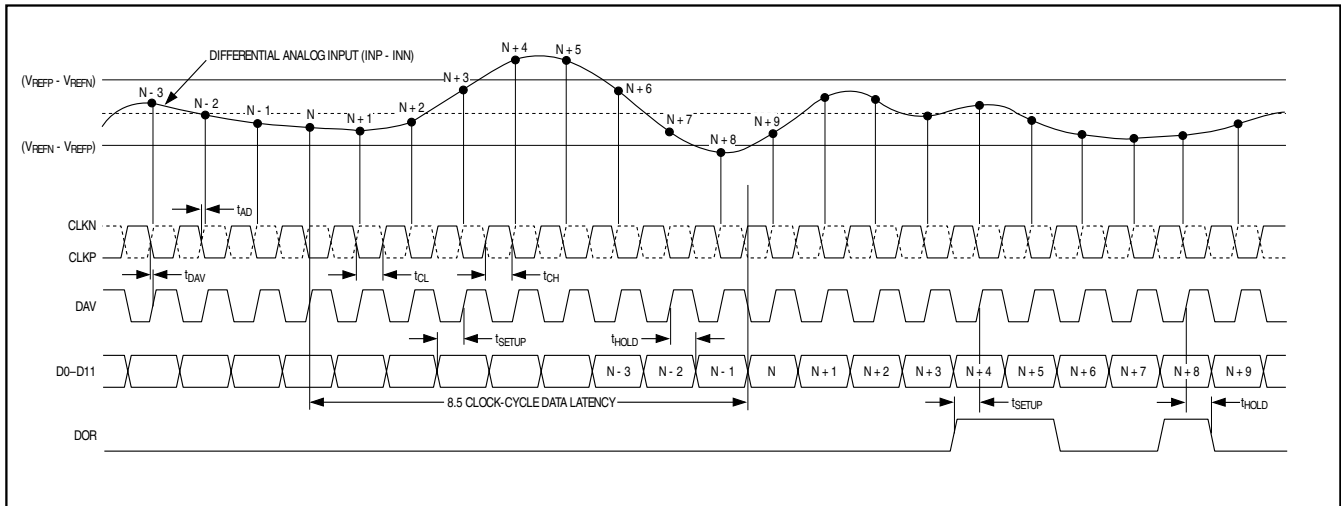 DIFFERENTIAL ANALOG INPUT (INP - INN)
(VREFP - VREFN)
N - 3
N - 2
N - 1
N
N + 1
N + 2
N + 3
N + 4
N + 5
N + 6
N + 7
N + 8
N + 9
(VREFN - VREFP)
tAD
CLKN
CLKP
tDAV
tCL
tCH
DAV
tSETUP
tHOLD
D0–D11
N - 3
N - 2
N - 1
N
N + 1
N + 2
N + 3
N + 4
N + 5
N + 6
N + 7
N + 8
N + 9
8.5 CLOCK-CYCLE DATA LATENCY
tSETUP
tHOLD
DOR